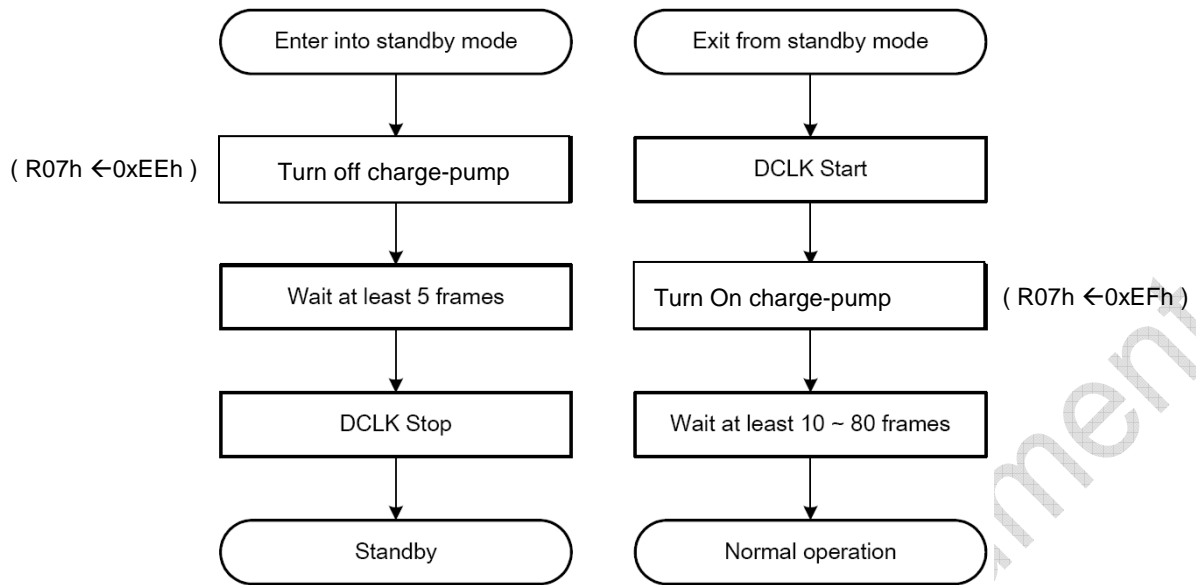 Enter into standby mode
( R07h ←0xEEh )
Turn off charge-pump
Wait at least 5 frames
DCLK Stop
Standby
Exit from standby mode
DCLK Start
Turn On charge-pump
( R07h ←0xEFh )
Wait at least 10 ~ 80 frames
Normal operation